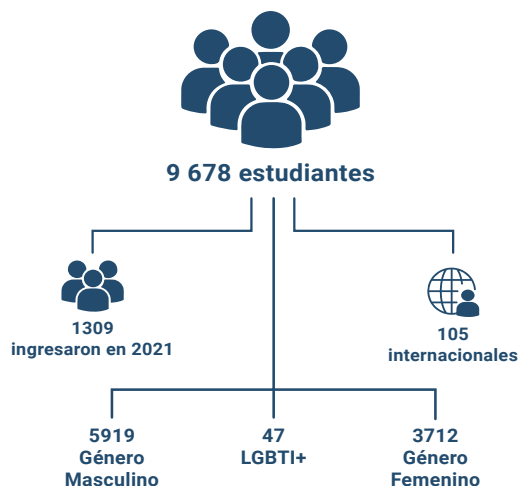 9 678 estudiantes
1309
ingresaron en 2021
105
internacionales
5919
Género
Masculino
47
LGBTI+
3712
Género
Femenino